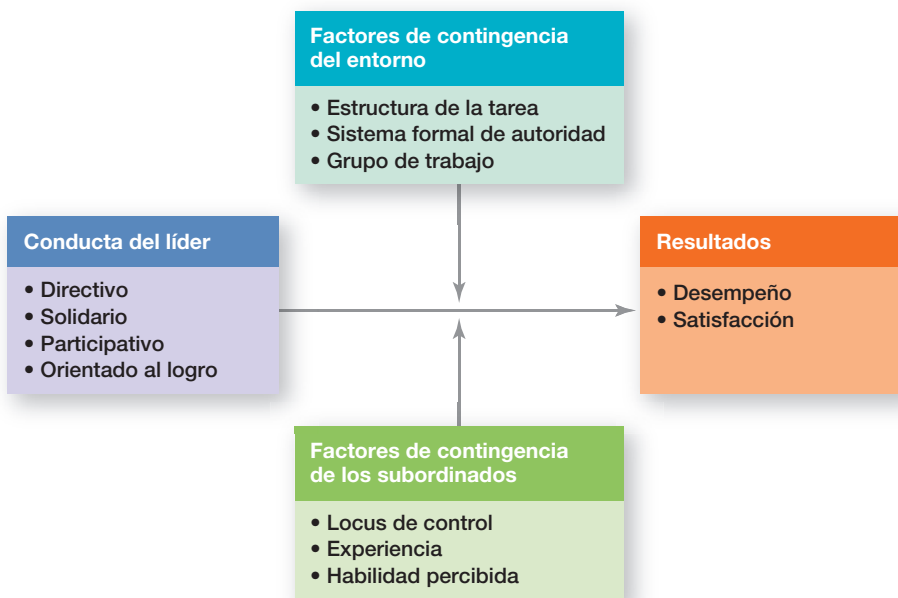 Factores de contingencia
del entorno
• Estructura de la tarea
• Sistema formal de autoridad
• Grupo de trabajo
Conducta del líder
• Directivo
• Solidario
• Participativo
• Orientado al logro
Resultados
• Desempeño
• Satisfacción
Factores de contingencia
de los subordinados
• Locus de control
• Experiencia
• Habilidad percibida